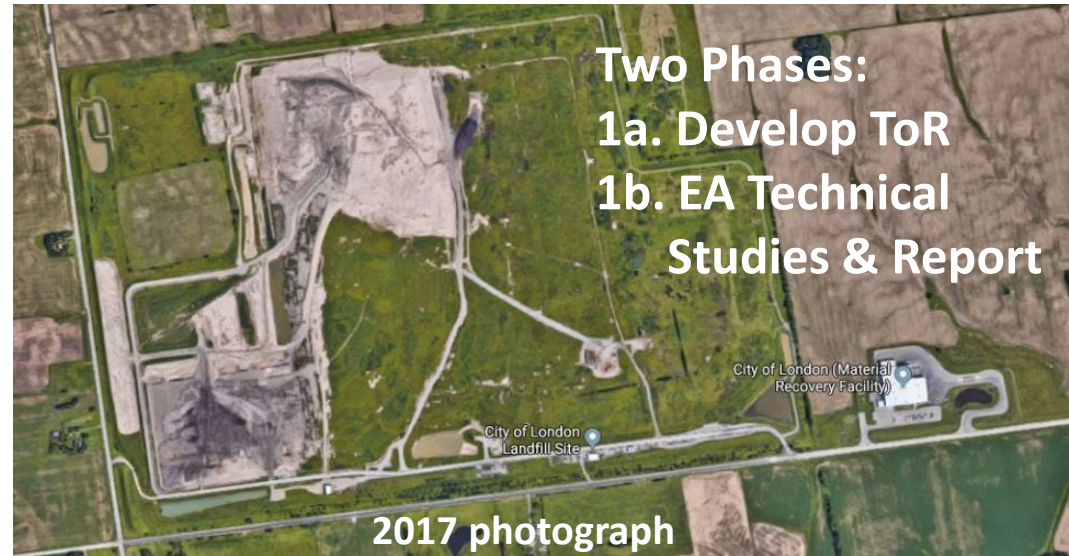 Two Phases:
1a. Develop ToR
1b. EA Technical
Studies & Report
City of London (Material
Recovery Facility)
City of London
Landfill Site
2017 photograph